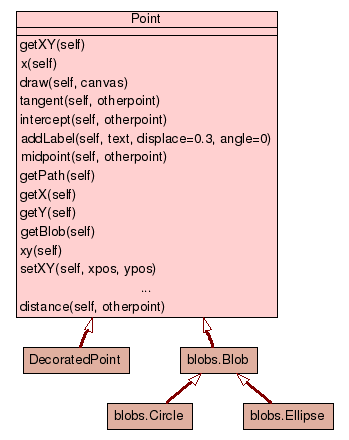 Point
getXY(self)
x(self)
draw(self, canvas)
tangent(self, otherpoint)
intercept(self, otherpoint)
addLabel(self, text, displace=0.3, angle=0)
midpoint(self, otherpoint)
getPath(self)
getX(self)
getY(self)
getBlob(self)
xy(self)
setXY(self, xpos, ypos)
...
distance(self, otherpoint)
DecoratedPoint
blobs.Blob
blobs.Circle
blobs.Ellipse